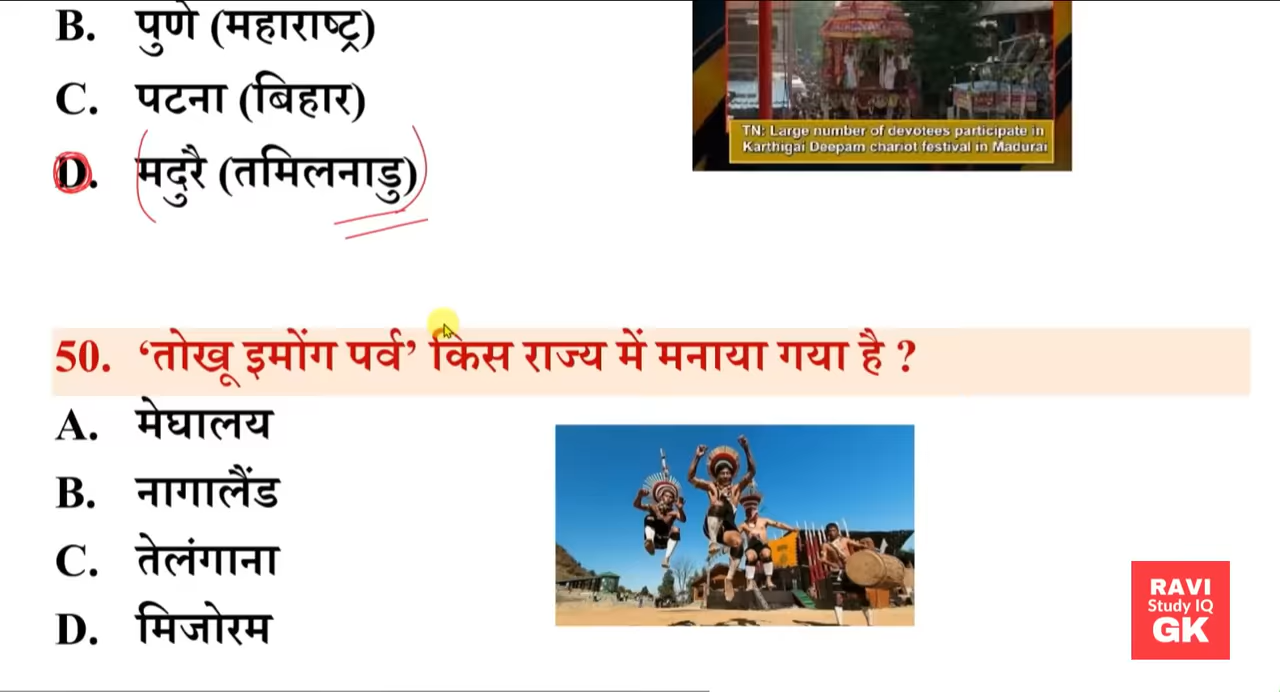 B. पुणे (महाराष्ट्र)
C. पटना (बिहार)
D. मदुरै (तमिलनाडु)
TN: Large number of devotees participate in
Karthigai Deepam chariot festival in Madurai
50. ‘तोखू इमोंग पर्व’ किस राज्य में मनाया गया है ?
A. मेघालय
B. नागालैंड
C. तेलंगाना
D. मिजोरम
RAVI
Study IQ
GK